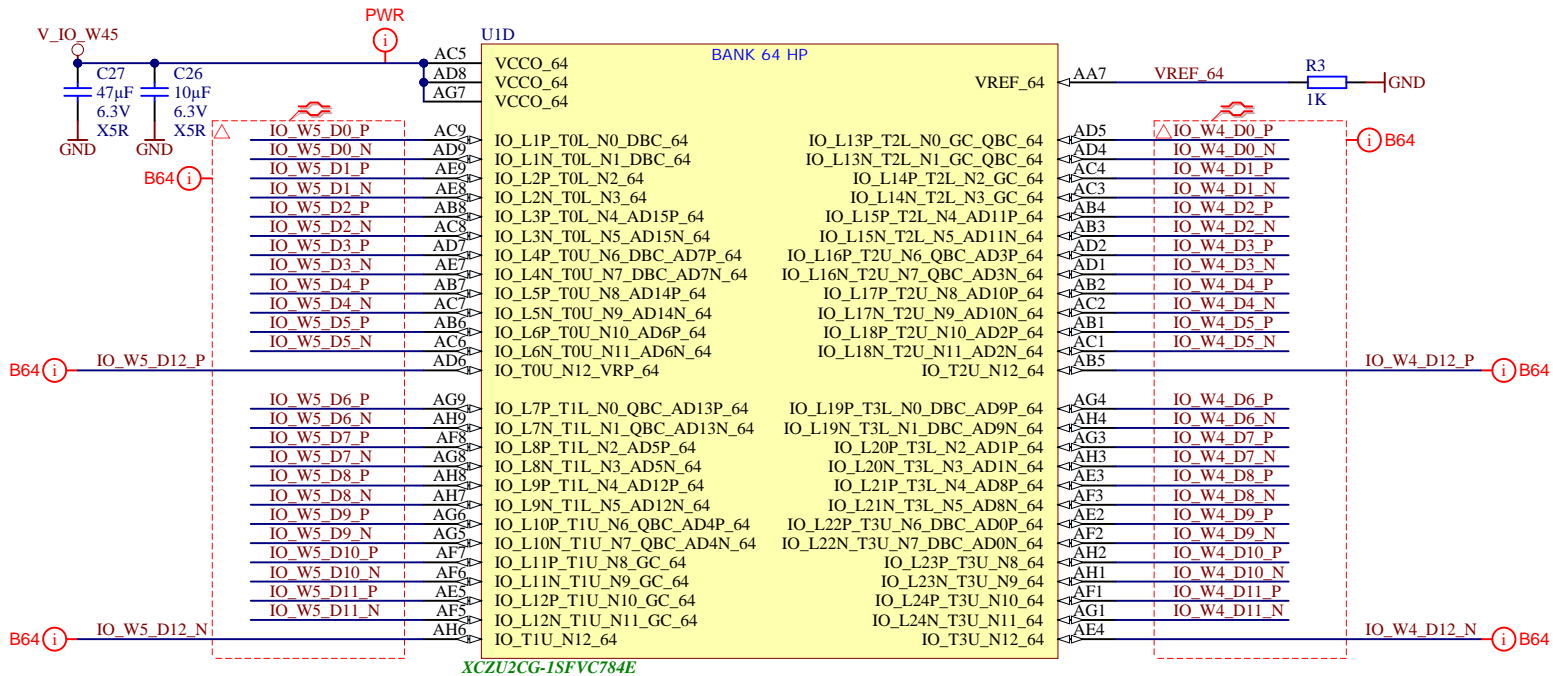 PWR
V_IO_W45
U1D
BANK 64 HP
C27
47µF
6.3V
X5R
GND
C26
10µF
6.3V
X5R
GND
AC5 VCCO_64
AD8 VCCO_64
AG7 VCCO_64
VREF_64 AA7 VREF_64
R3
1K
GND
B64
B64
IO_W5_D0_P AC9 IO_L1P_T0L_N0_DBC_64 IO_L13P_T2L_N0_GC_QBC_64 AD5 IO_W4_D0_P
IO_W5_D0_N AD9 IO_L1N_T0L_N1_DBC_64 IO_L13N_T2L_N1_GC_QBC_64 AD4 IO_W4_D0_N
IO_W5_D1_P AE9 IO_L2P_T0L_N2_64 IO_L14P_T2L_N2_GC_64 AC4 IO_W4_D1_P
IO_W5_D1_N AE8 IO_L2N_T0L_N3_64 IO_L14N_T2L_N3_GC_64 AC3 IO_W4_D1_N
IO_W5_D2_P AB8 IO_L3P_T0L_N4_AD15P_64 IO_L15P_T2L_N4_AD11P_64 AB4 IO_W4_D2_P
IO_W5_D2_N AC8 IO_L3N_T0L_N5_AD15N_64 IO_L15N_T2L_N5_AD11N_64 AB3 IO_W4_D2_N
IO_W5_D3_P AD7 IO_L4P_T0U_N6_DBC_AD7P_64 IO_L16P_T2U_N6_QBC_AD3P_64 AD2 IO_W4_D3_P
IO_W5_D3_N AE7 IO_L4N_T0U_N7_DBC_AD7N_64 IO_L16N_T2U_N7_QBC_AD3N_64 AD1 IO_W4_D3_N
IO_W5_D4_P AB7 IO_L5P_T0U_N8_AD14P_64 IO_L17P_T2U_N8_AD10P_64 AB2 IO_W4_D4_P
IO_W5_D4_N AC7 IO_L5N_T0U_N9_AD14N_64 IO_L17N_T2U_N9_AD10N_64 AC2 IO_W4_D4_N
IO_W5_D5_P AB6 IO_L6P_T0U_N10_AD6P_64 IO_L18P_T2U_N10_AD2P_64 AB1 IO_W4_D5_P
IO_W5_D5_N AC6 IO_L6N_T0U_N11_AD6N_64 IO_L18N_T2U_N11_AD2N_64 AC1 IO_W4_D5_N
B64 IO_W5_D12_P AD6 IO_T0U_N12_VRP_64 IO_T2U_N12_64 AB5 IO_W4_D12_P B64
IO_W5_D6_P AG9 IO_L7P_T1L_N0_QBC_AD13P_64 IO_L19P_T3L_N0_DBC_AD9P_64 AG4 IO_W4_D6_P
IO_W5_D6_N AH9 IO_L7N_T1L_N1_QBC_AD13N_64 IO_L19N_T3L_N1_DBC_AD9N_64 AH4 IO_W4_D6_N
IO_W5_D7_P AF8 IO_L8P_T1L_N2_AD5P_64 IO_L20P_T3L_N2_AD1P_64 AG3 IO_W4_D7_P
IO_W5_D7_N AG8 IO_L8N_T1L_N3_AD5N_64 IO_L20N_T3L_N3_AD1N_64 AH3 IO_W4_D7_N
IO_W5_D8_P AH8 IO_L9P_T1L_N4_AD12P_64 IO_L21P_T3L_N4_AD8P_64 AE3 IO_W4_D8_P
IO_W5_D8_N AH7 IO_L9N_T1L_N5_AD12N_64 IO_L21N_T3L_N5_AD8N_64 AF3 IO_W4_D8_N
IO_W5_D9_P AG6 IO_L10P_T1U_N6_QBC_AD4P_64 IO_L22P_T3U_N6_DBC_AD0P_64 AE2 IO_W4_D9_P
IO_W5_D9_N AG5 IO_L10N_T1U_N7_QBC_AD4N_64 IO_L22N_T3U_N7_DBC_AD0N_64 AF2 IO_W4_D9_N
IO_W5_D10_P AF7 IO_L11P_T1U_N8_GC_64 IO_L23P_T3U_N8_64 AH2 IO_W4_D10_P
IO_W5_D10_N AF6 IO_L11N_T1U_N9_GC_64 IO_L23N_T3U_N9_64 AH1 IO_W4_D10_N
IO_W5_D11_P AE5 IO_L12P_T1U_N10_GC_64 IO_L24P_T3U_N10_64 AF1 IO_W4_D11_P
IO_W5_D11_N AF5 IO_L12N_T1U_N11_GC_64 IO_L24N_T3U_N11_64 AG1 IO_W4_D11_N
B64 IO_W5_D12_N AH6 IO_T1U_N12_64 IO_T3U_N12_64 AE4 IO_W4_D12_N B64
XCZU2CG-1SFVC784E